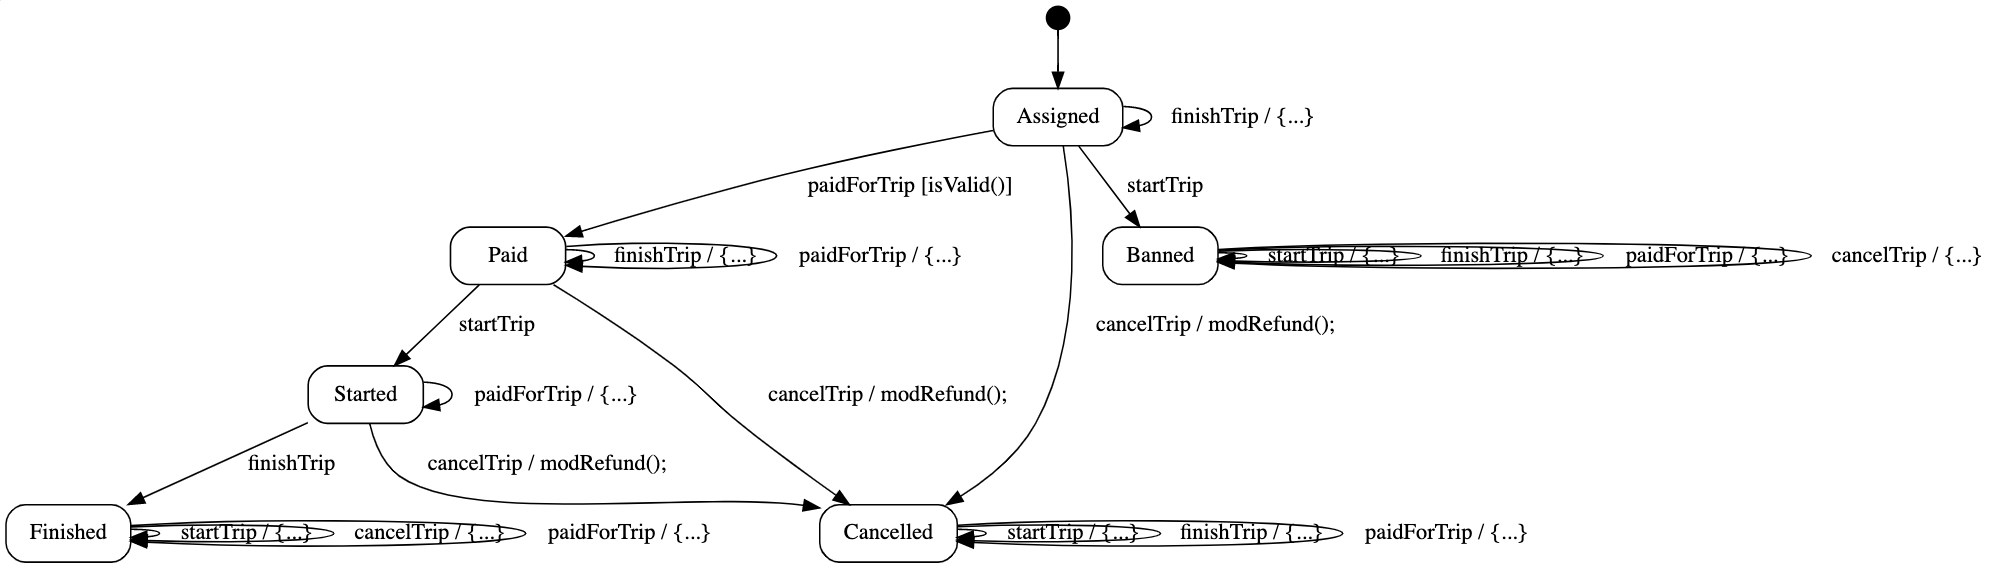 Assigned
finishTrip / {...}
paidForTrip [isValid()]
startTrip
Paid
finishTrip / {...}
paidForTrip / {...}
Banned
startTrip / {...}
finishTrip / {...}
paidForTrip / {...}
cancelTrip / {...}
startTrip
cancelTrip / modRefund();
Started
paidForTrip / {...}
cancelTrip / modRefund();
finishTrip
cancelTrip / modRefund();
Finished
startTrip / {...}
cancelTrip / {...}
paidForTrip / {...}
Cancelled
startTrip / {...}
finishTrip / {...}
paidForTrip / {...}